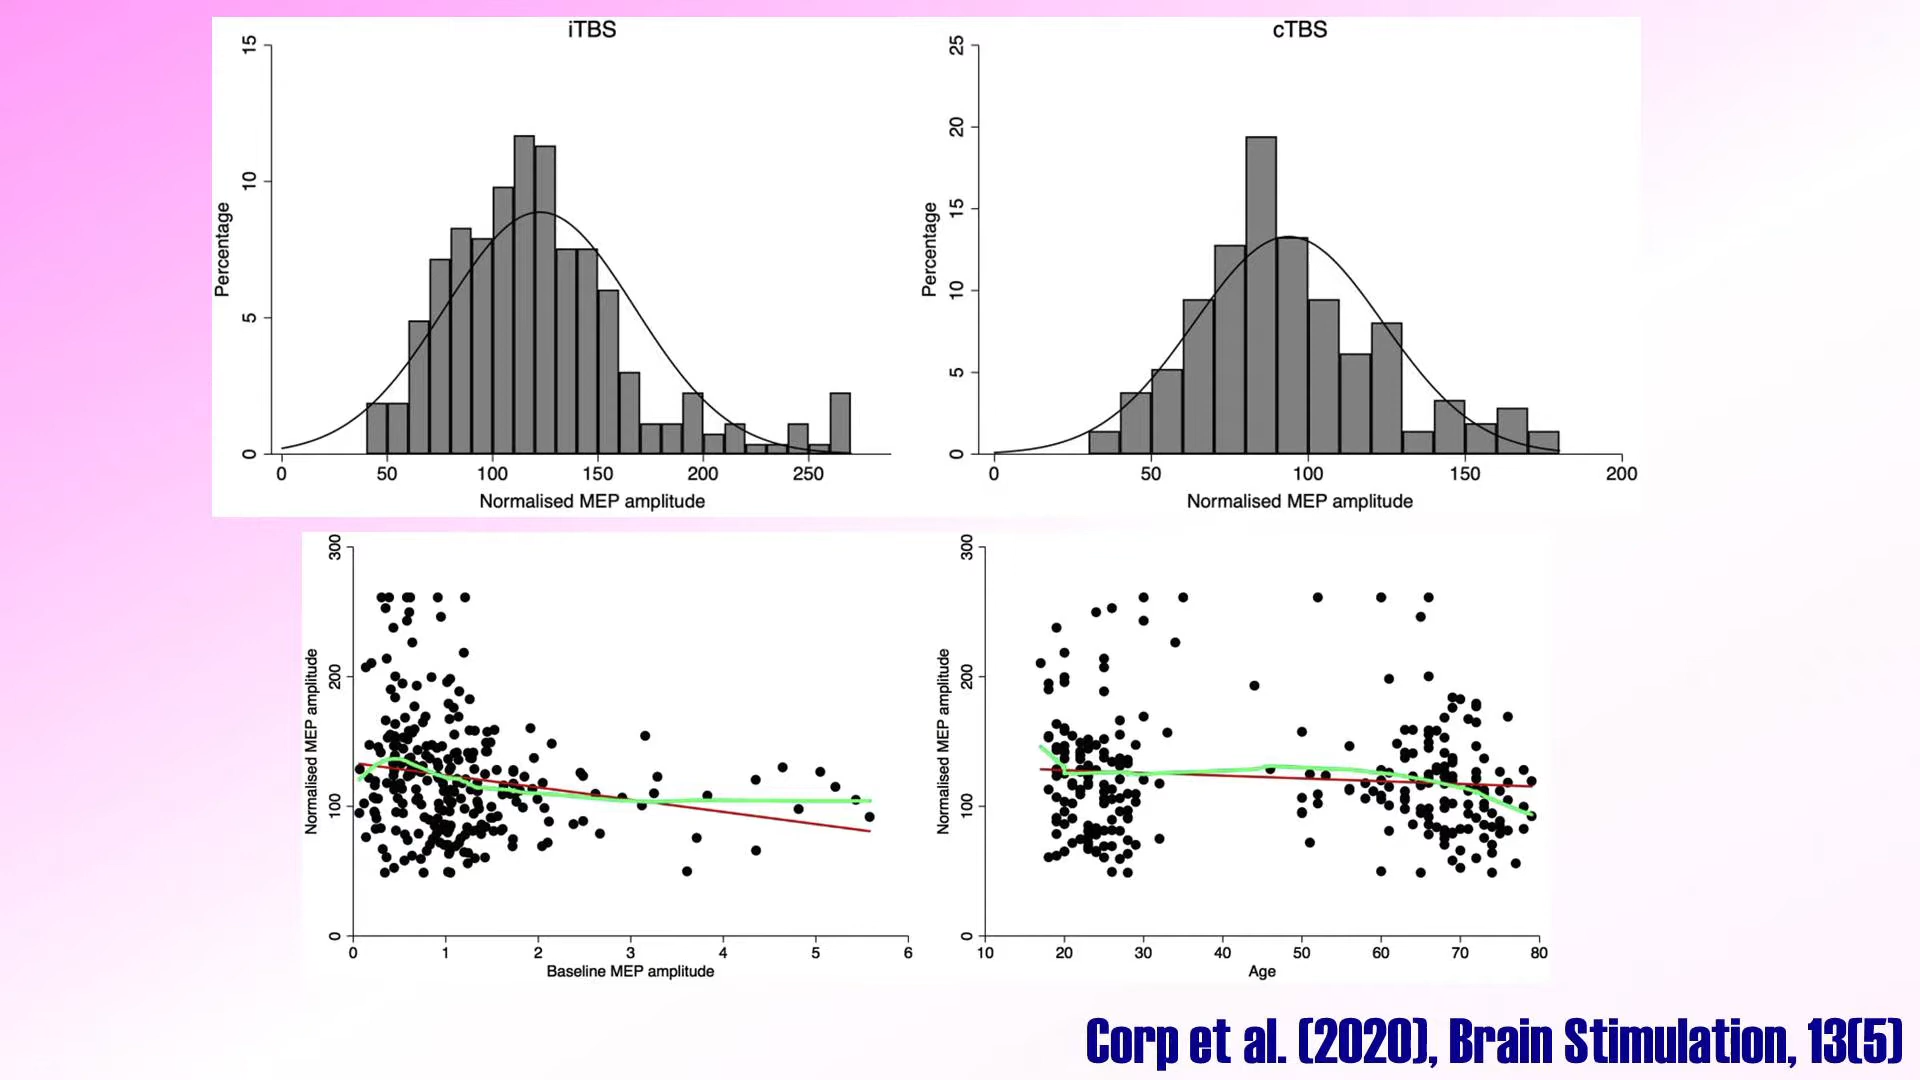 iTBS
15
10
5
0
Percentage
0 50 100 150 200 250
Normalised MEP amplitude
cTBS
25
20
15
10
5
0
Percentage
0 50 100 150 200
Normalised MEP amplitude
300
200
100
0
Normalised MEP amplitude
0 1 2 3 4 5 6
Baseline MEP amplitude
300
200
100
0
Normalised MEP amplitude
10 20 30 40 50 60 70 80
Age
Corp et al. (2020), Brain Stimulation, 13(5)